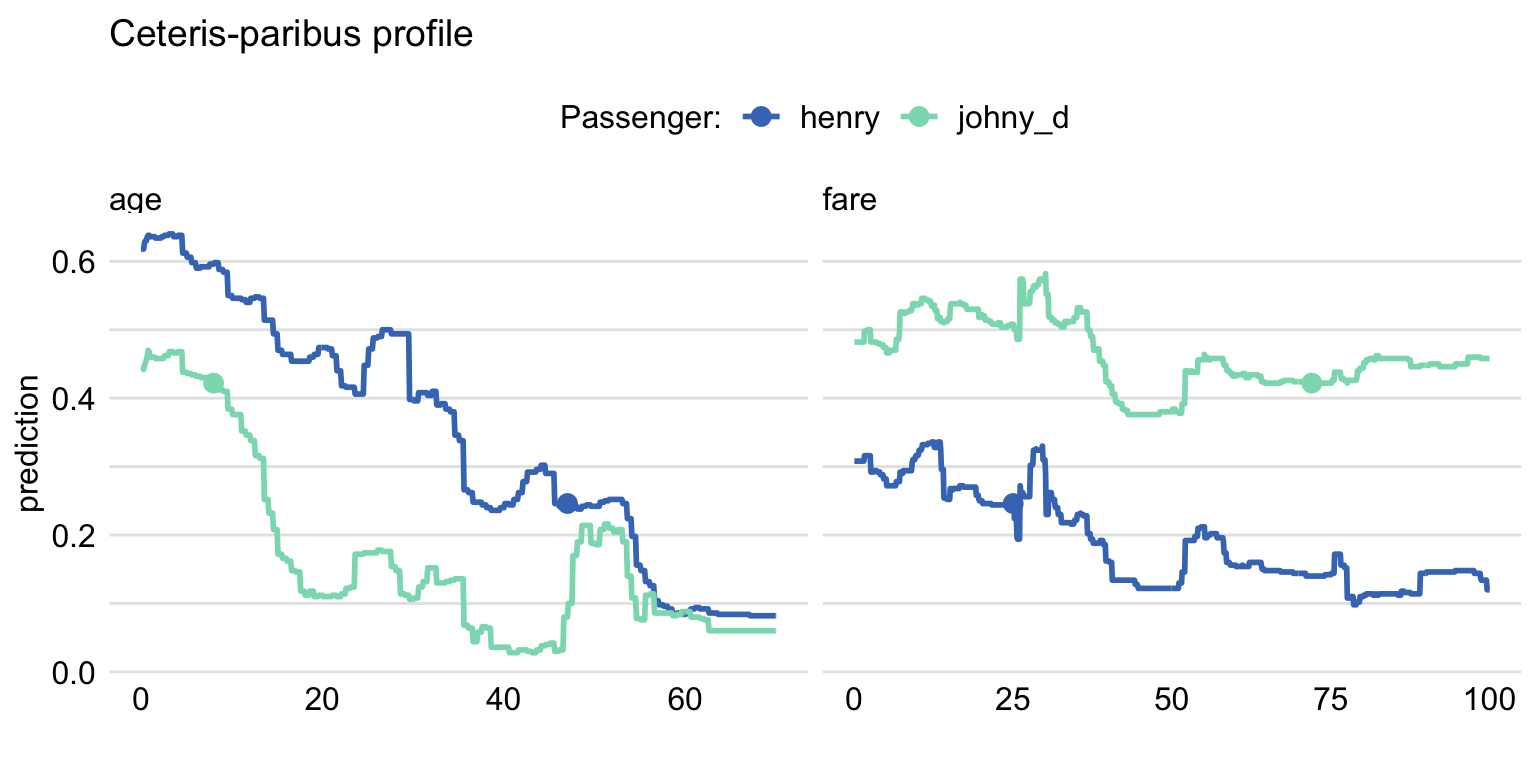 Ceteris-paribus profile
Passenger: henry johny_d
age fare
prediction
0.6
0.4
0.2
0.0
0 20 40 60 0 25 50 75 100